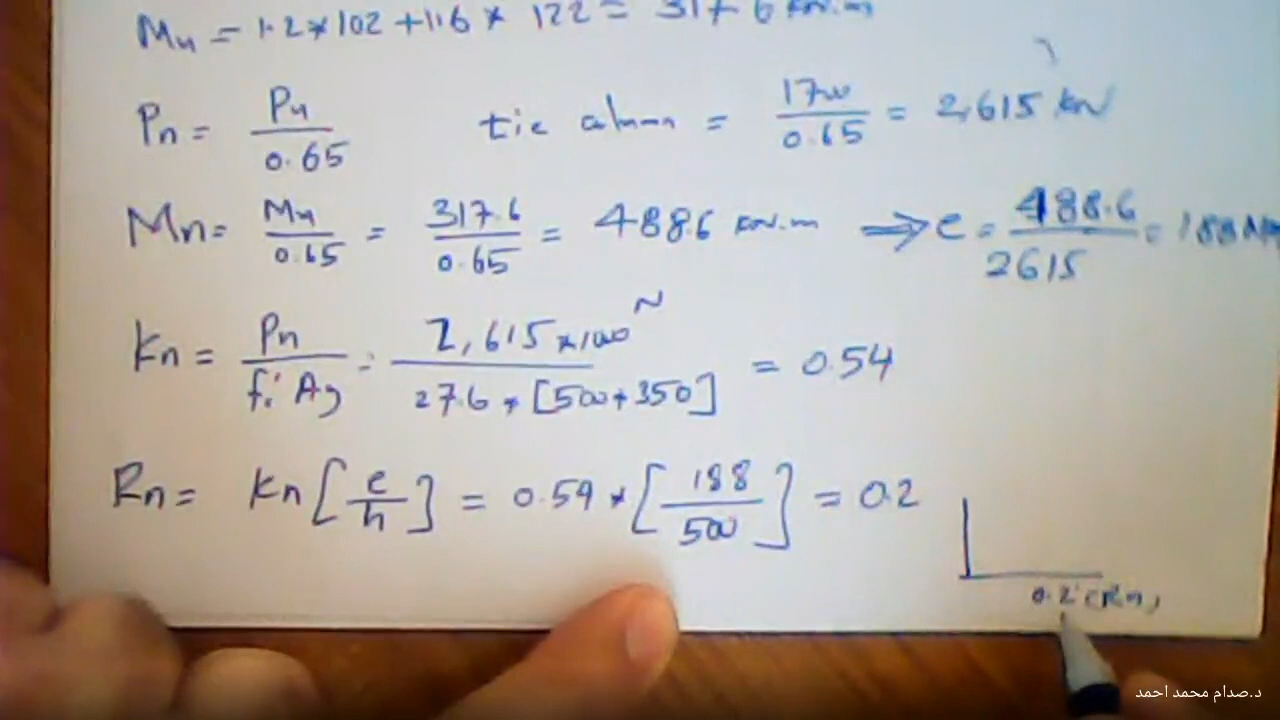 Mu = 1.2*102 + 1.6 * 122 = 317.6 kN.m
Pn = Pu / 0.65 tie column = 1700 / 0.65 = 2,615 kN
Mn = Mu / 0.65 = 317.6 / 0.65 = 488.6 kN.m ⇒ e = 488.6 / 2615 = 188
Kn = Pn / fc' Ag = 2,615*1000 N / 27.6 * [500*350] = 0.54
Rn = Kn [e/h] = 0.54 * [188/500] = 0.2
0.2 (Rn)
د.صدام محمد احمد